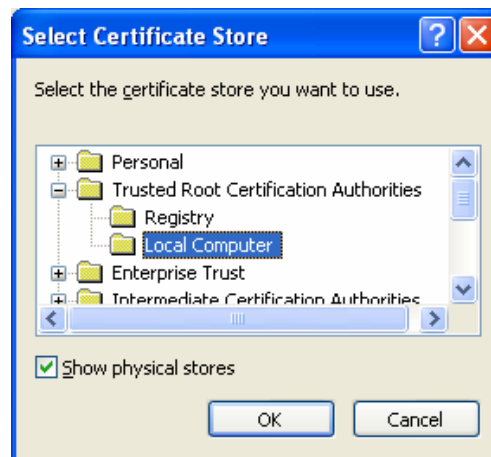 Select Certificate Store
Select the certificate store you want to use.
Personal
Trusted Root Certification Authorities
Registry
Local Computer
Enterprise Trust
Intermediate Certification Authorities
Show physical stores
OK
Cancel